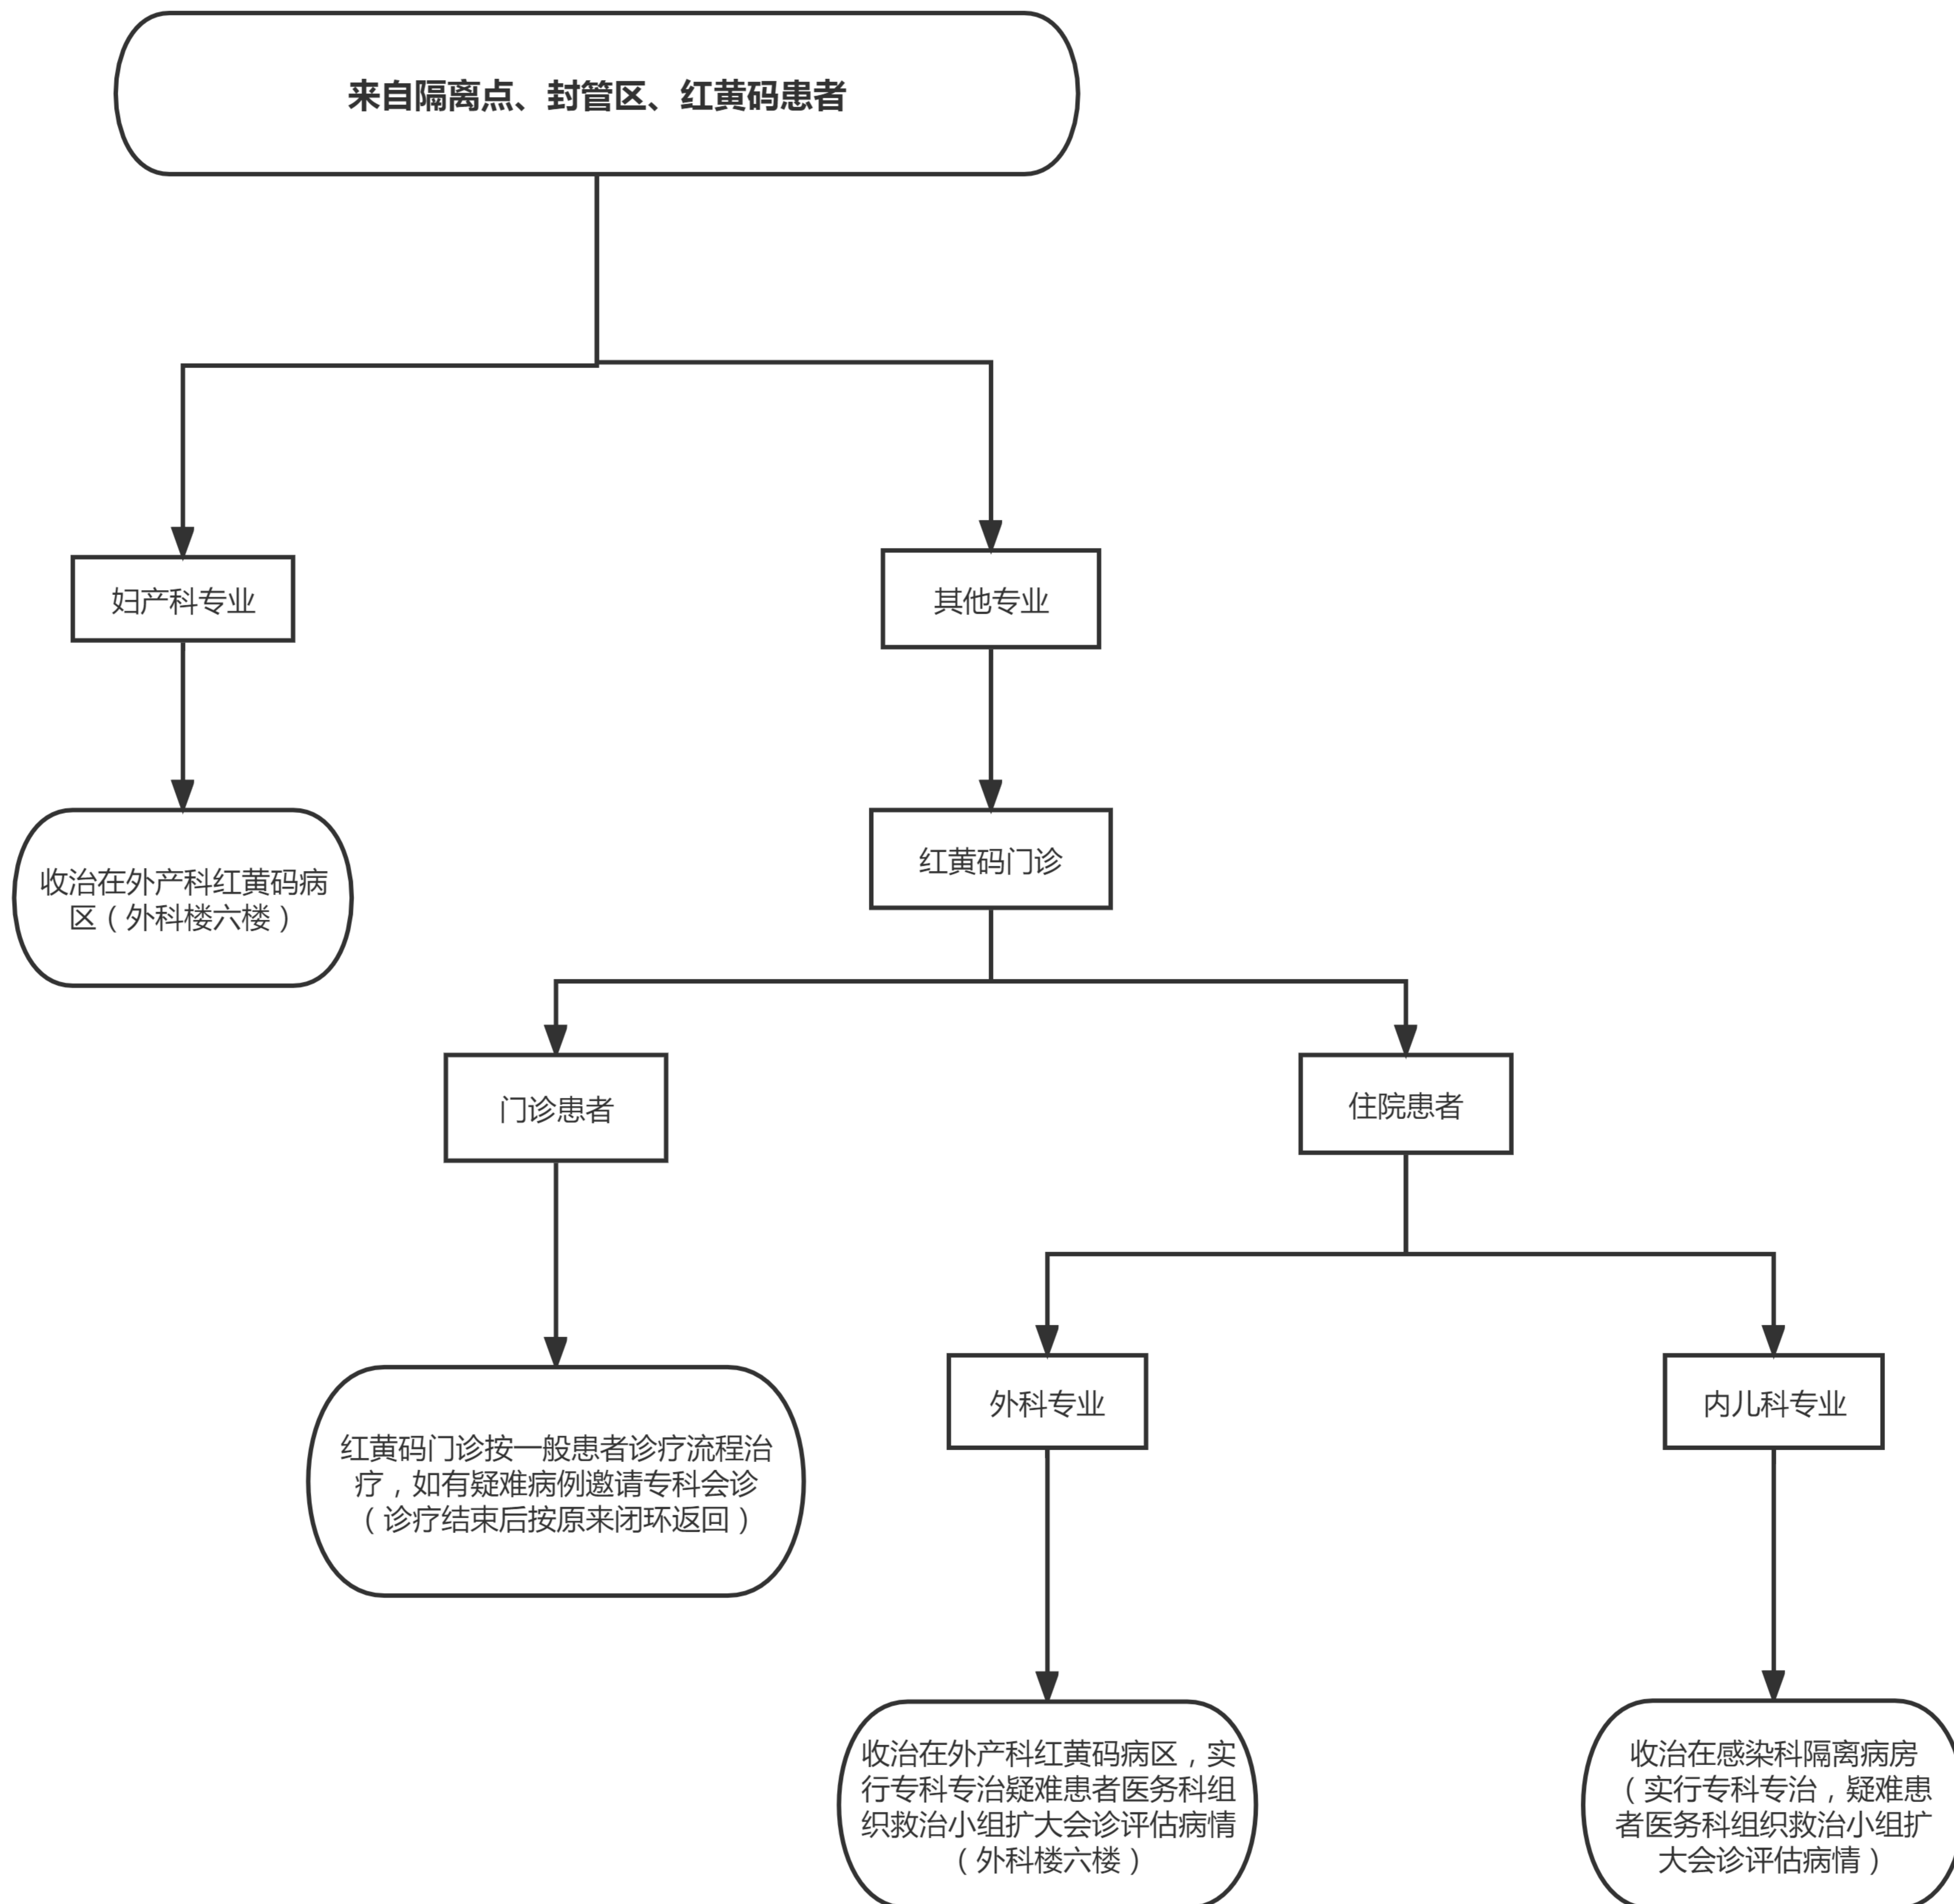 来自隔离点、封管区、红黄码患者
妇产科专业
其他专业
收治在外产科红黄码病
区（外科楼六楼）
红黄码门诊
门诊患者
住院患者
红黄码门诊按一般患者诊疗流程治
疗，如有疑难病例邀请专科会诊
（诊疗结束后按原来闭环返回）
外科专业
内儿科专业
收治在外产科红黄码病区，实
行专科专治疑难患者医务科组
织救治小组扩大会诊评估病情
（外科楼六楼）
收治在感染科隔离病房
（实行专科专治，疑难患
者医务科组织救治小组扩
大会诊评估病情）